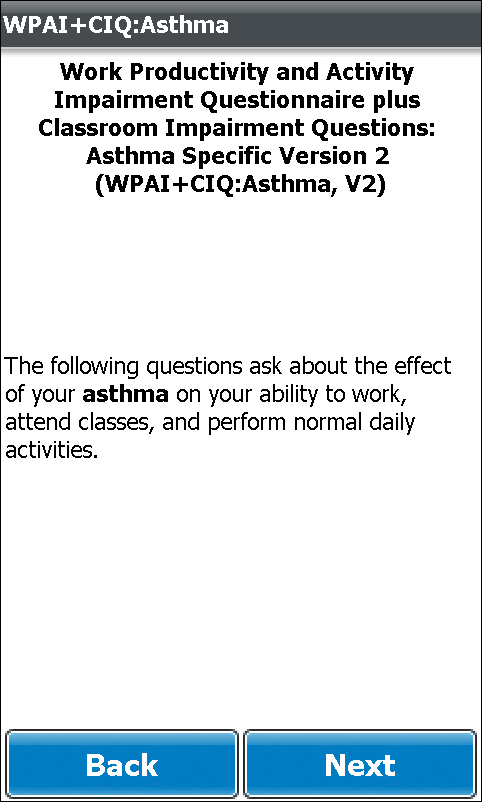 WPAI+CIQ:Asthma
Work Productivity and Activity
Impairment Questionnaire plus
Classroom Impairment Questions:
Asthma Specific Version 2
(WPAI+CIQ:Asthma, V2)
The following questions ask about the effect
of your asthma on your ability to work,
attend classes, and perform normal daily
activities.
Back Next